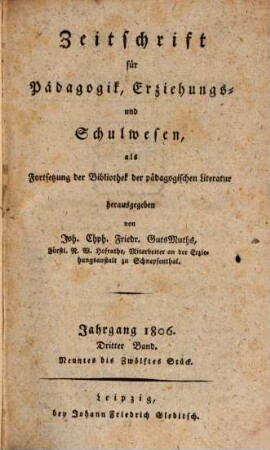 Zeitschrift
für
Pädagogik, Erziehungs-
und
Schulwesen,
als
Fortsetzung der Bibliothek der pädagogischen Literatur
herausgegeben
von
Joh. Chph. Friedr. GutsMuths,
Fürstl. N. W. Hofrathe, Mitarbeiter an der Erzie-
hungsanstalt zu Schnepfenthal.
Jahrgang 1806.
Dritter Band.
Neuntes bis Zwölftes Stück.
Leipzig,
bey Johann Friedrich Gleditsch.